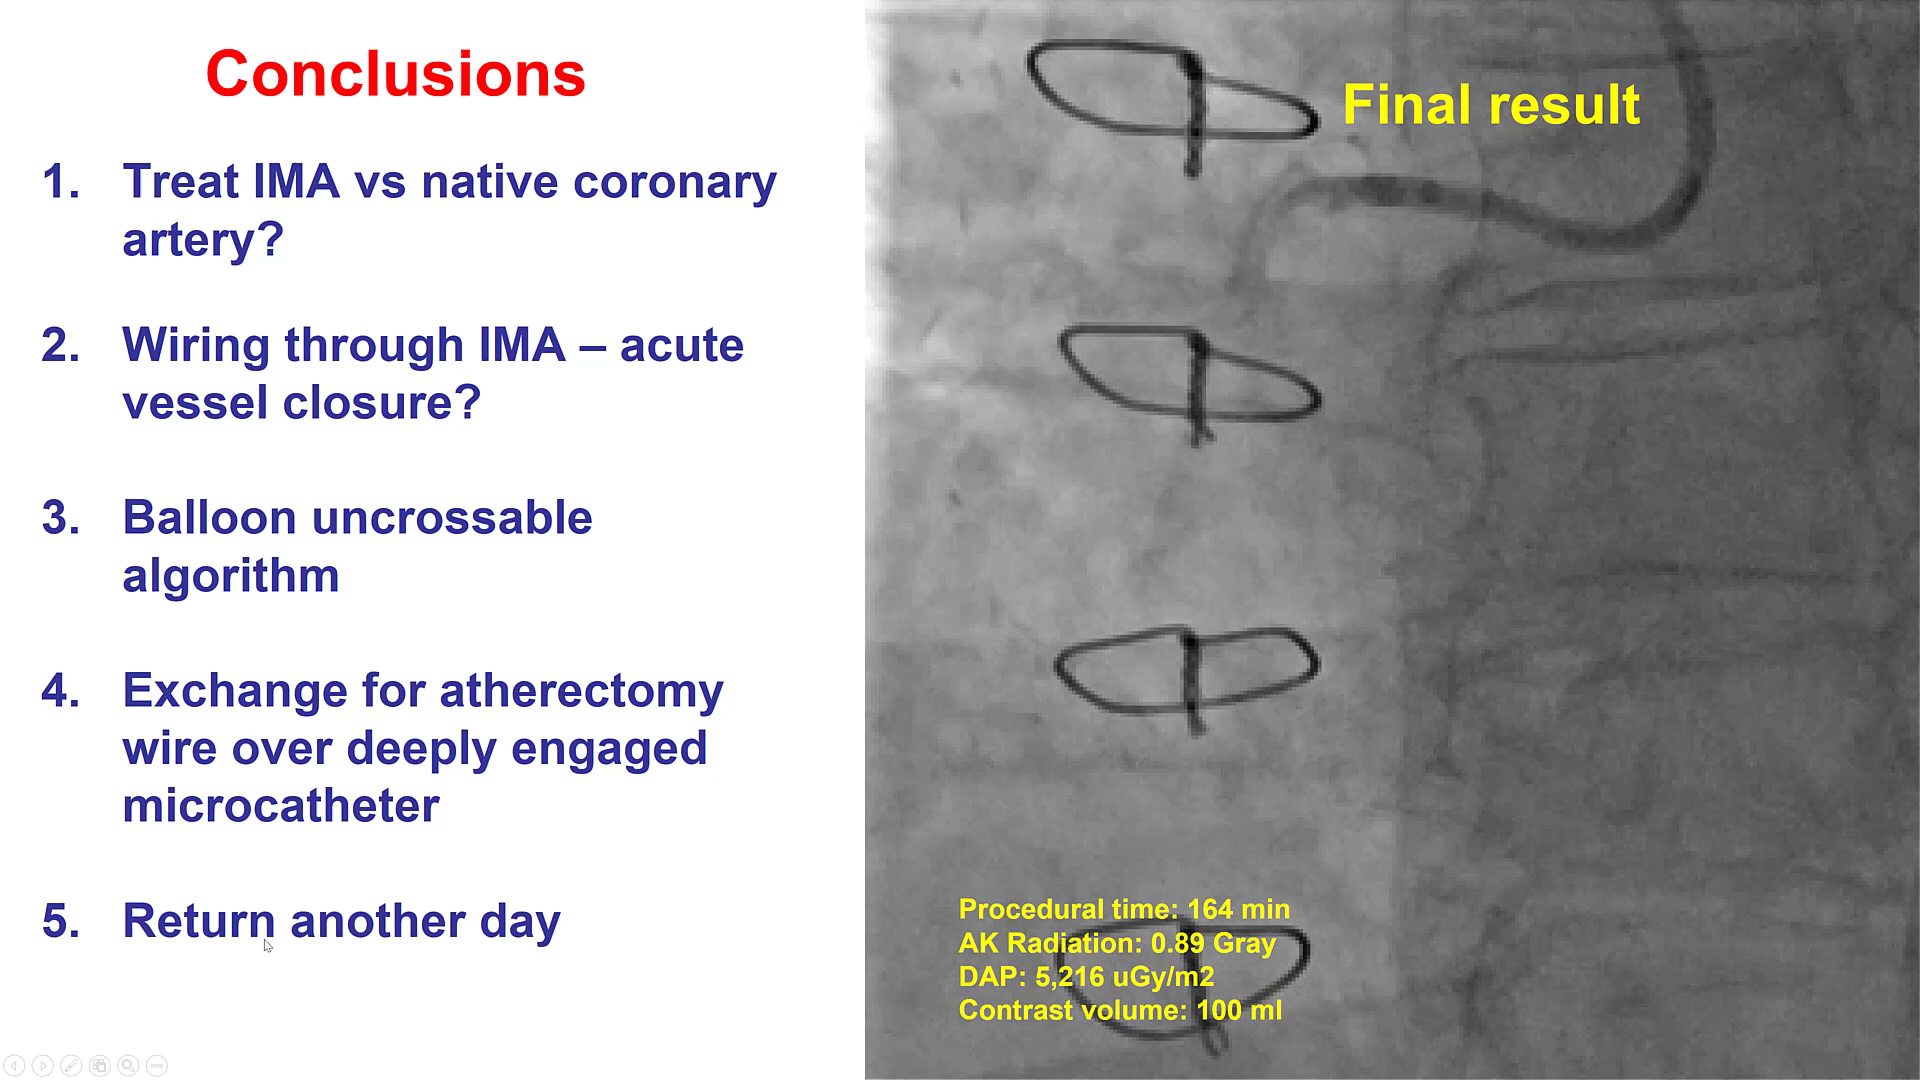 Conclusions
1. Treat IMA vs native coronary
artery?
2. Wiring through IMA – acute
vessel closure?
3. Balloon uncrossable
algorithm
4. Exchange for atherectomy
wire over deeply engaged
microcatheter
5. Return another day
Final result
Procedural time: 164 min
AK Radiation: 0.89 Gray
DAP: 5,216 uGy/m2
Contrast volume: 100 ml